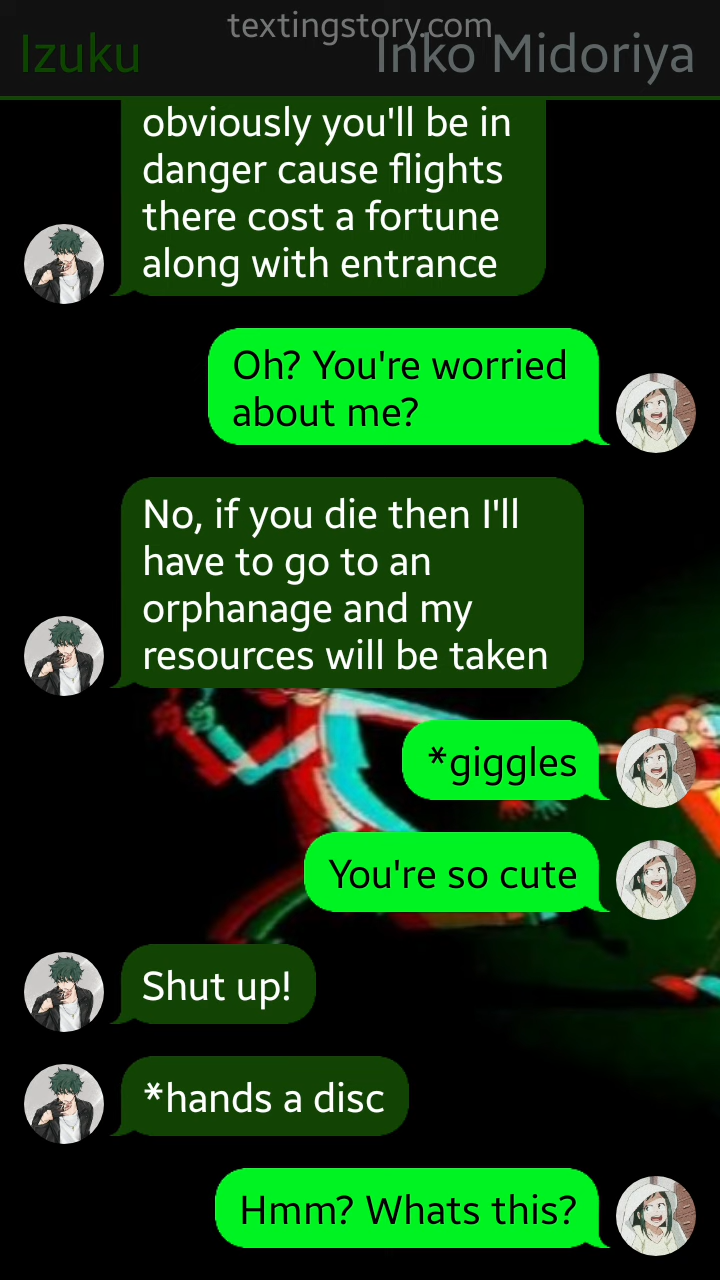 textingstory.com
Izuku
Inko Midoriya
obviously you'll be in
danger cause flights
there cost a fortune
along with entrance
Oh? You're worried
about me?
No, if you die then I'll
have to go to an
orphanage and my
resources will be taken
*giggles
You're so cute
Shut up!
*hands a disc
Hmm? Whats this?